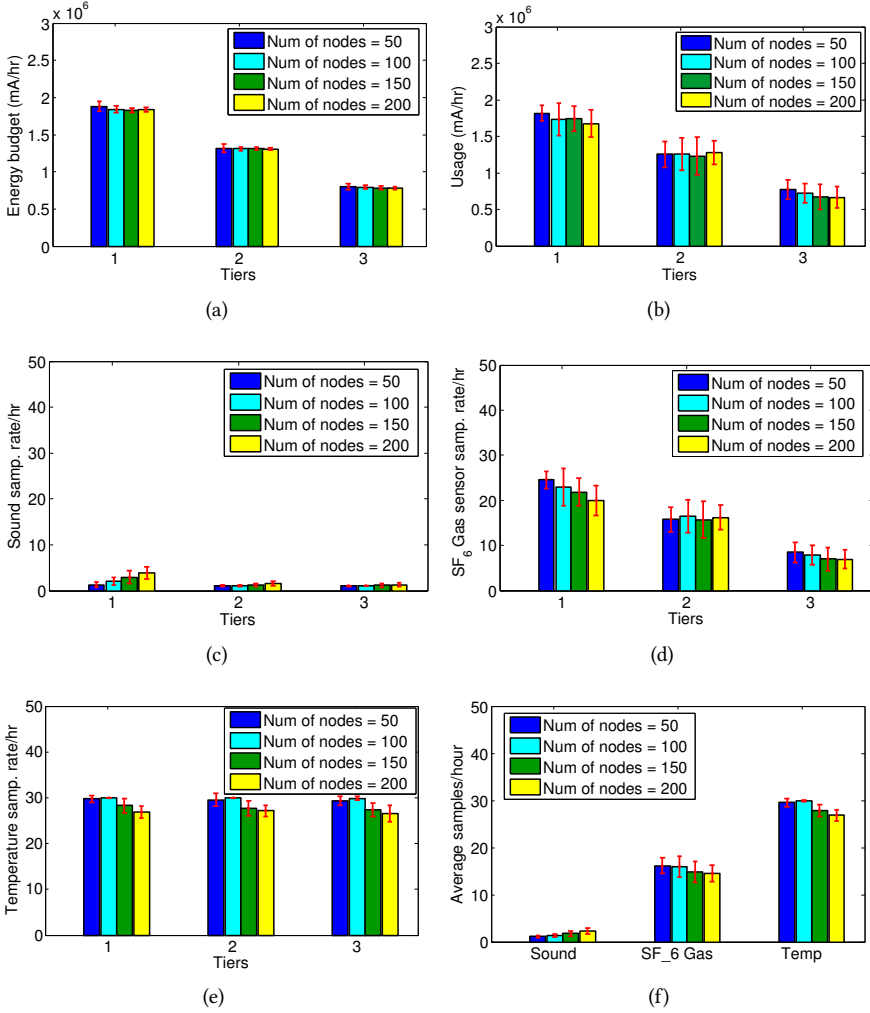 3 x 10^6
Num of nodes = 50
Num of nodes = 100
Num of nodes = 150
Num of nodes = 200
2.5
2
1.5
1
0.5
0
Energy budget (mA/hr)
1 2 3
Tiers
(a)
3 x 10^6
Num of nodes = 50
Num of nodes = 100
Num of nodes = 150
Num of nodes = 200
2.5
2
1.5
1
0.5
0
Usage (mA/hr)
1 2 3
Tiers
(b)
50
Num of nodes = 50
Num of nodes = 100
Num of nodes = 150
Num of nodes = 200
40
30
20
10
0
Sound samp. rate/hr
1 2 3
Tiers
(c)
50
Num of nodes = 50
Num of nodes = 100
Num of nodes = 150
Num of nodes = 200
40
30
20
10
0
SF6 Gas sensor samp. rate/hr
1 2 3
Tiers
(d)
50
Num of nodes = 50
Num of nodes = 100
Num of nodes = 150
Num of nodes = 200
40
30
20
10
0
Temperature samp. rate/hr
1 2 3
Tiers
(e)
50
Num of nodes = 50
Num of nodes = 100
Num of nodes = 150
Num of nodes = 200
40
30
20
10
0
Average samples/hour
Sound SF_6 Gas Temp
(f)